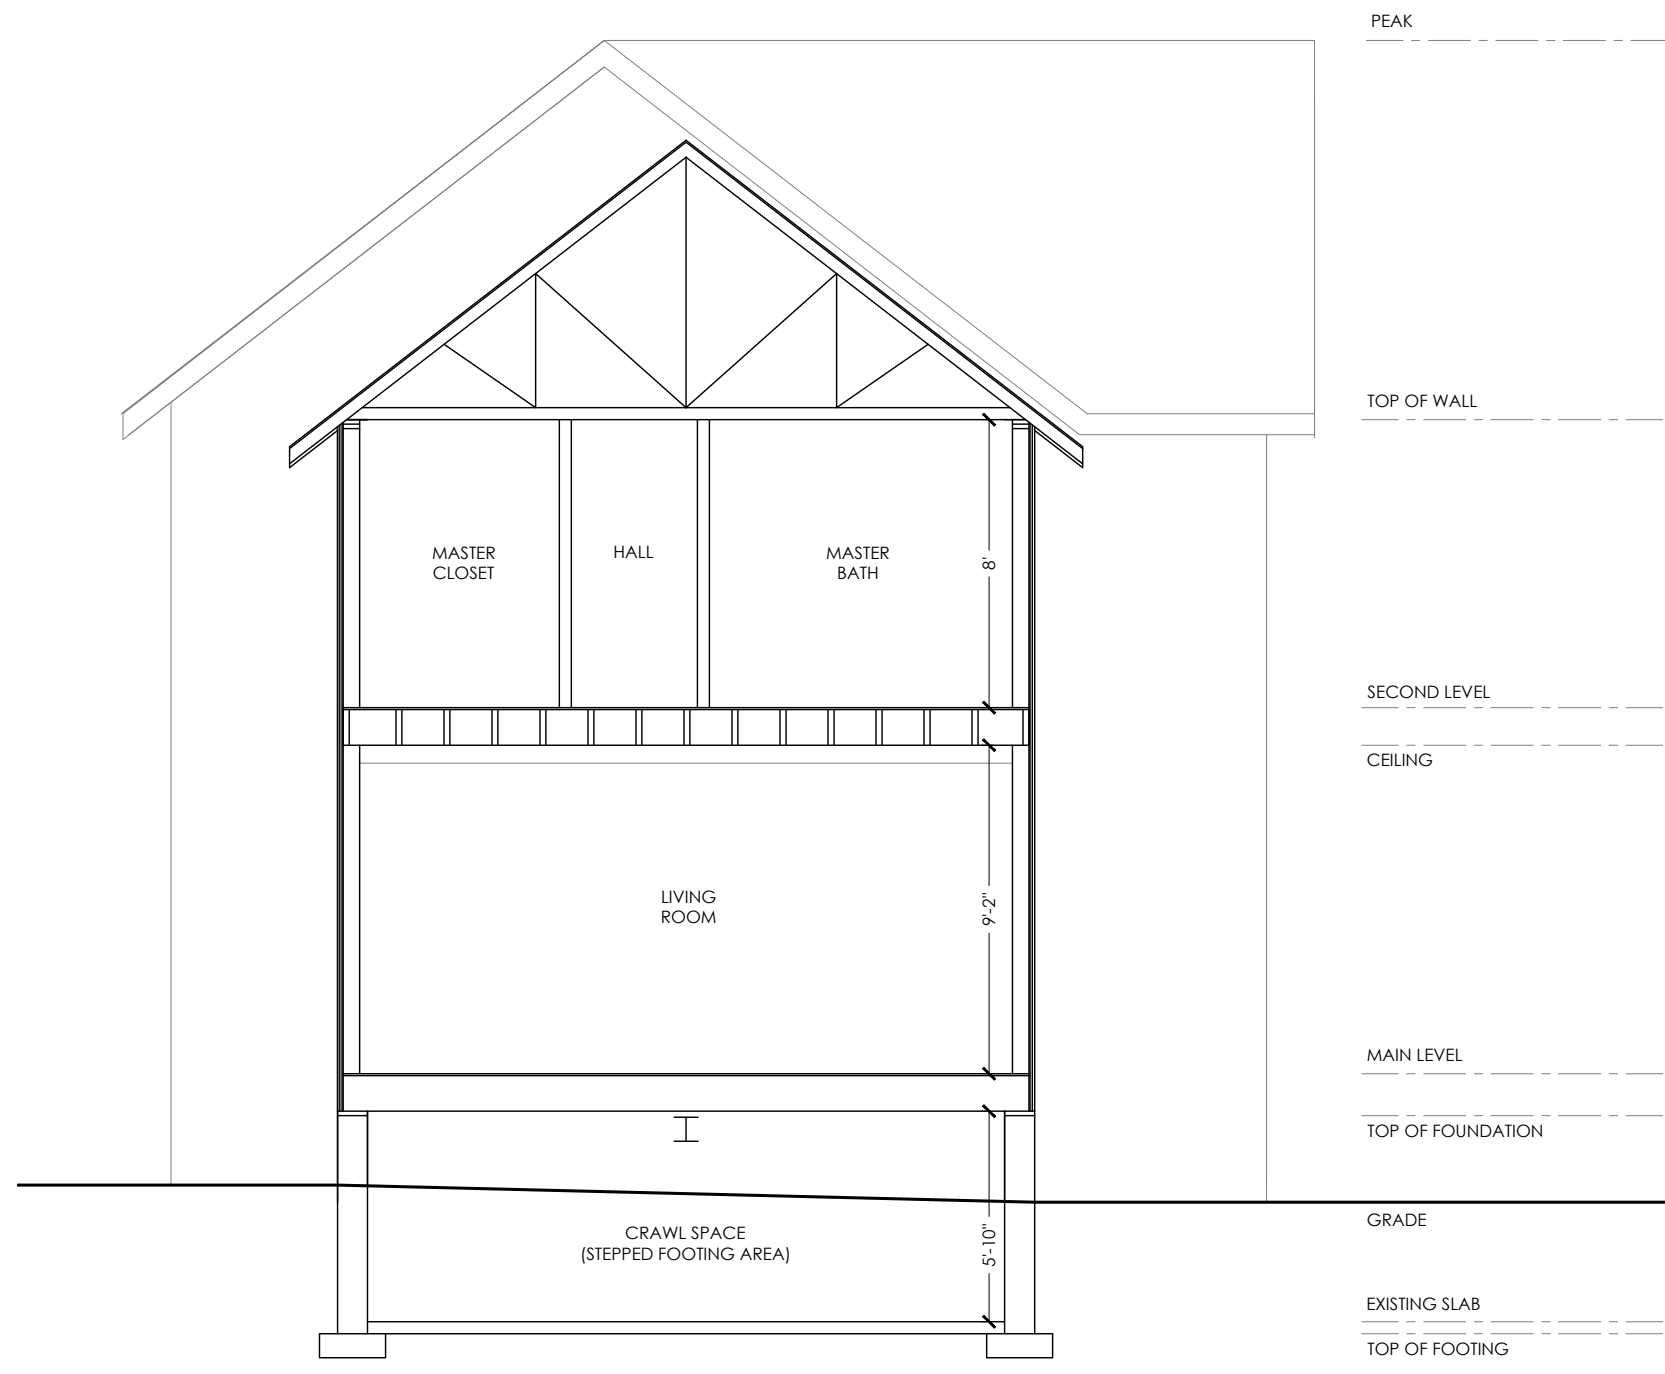 PEAK
TOP OF WALL
MASTER
CLOSET
HALL
MASTER
BATH
8'
SECOND LEVEL
CEILING
LIVING
ROOM
9'-2"
MAIN LEVEL
TOP OF FOUNDATION
GRADE
CRAWL SPACE
(STEPPED FOOTING AREA)
5'-10"
EXISTING SLAB
TOP OF FOOTING